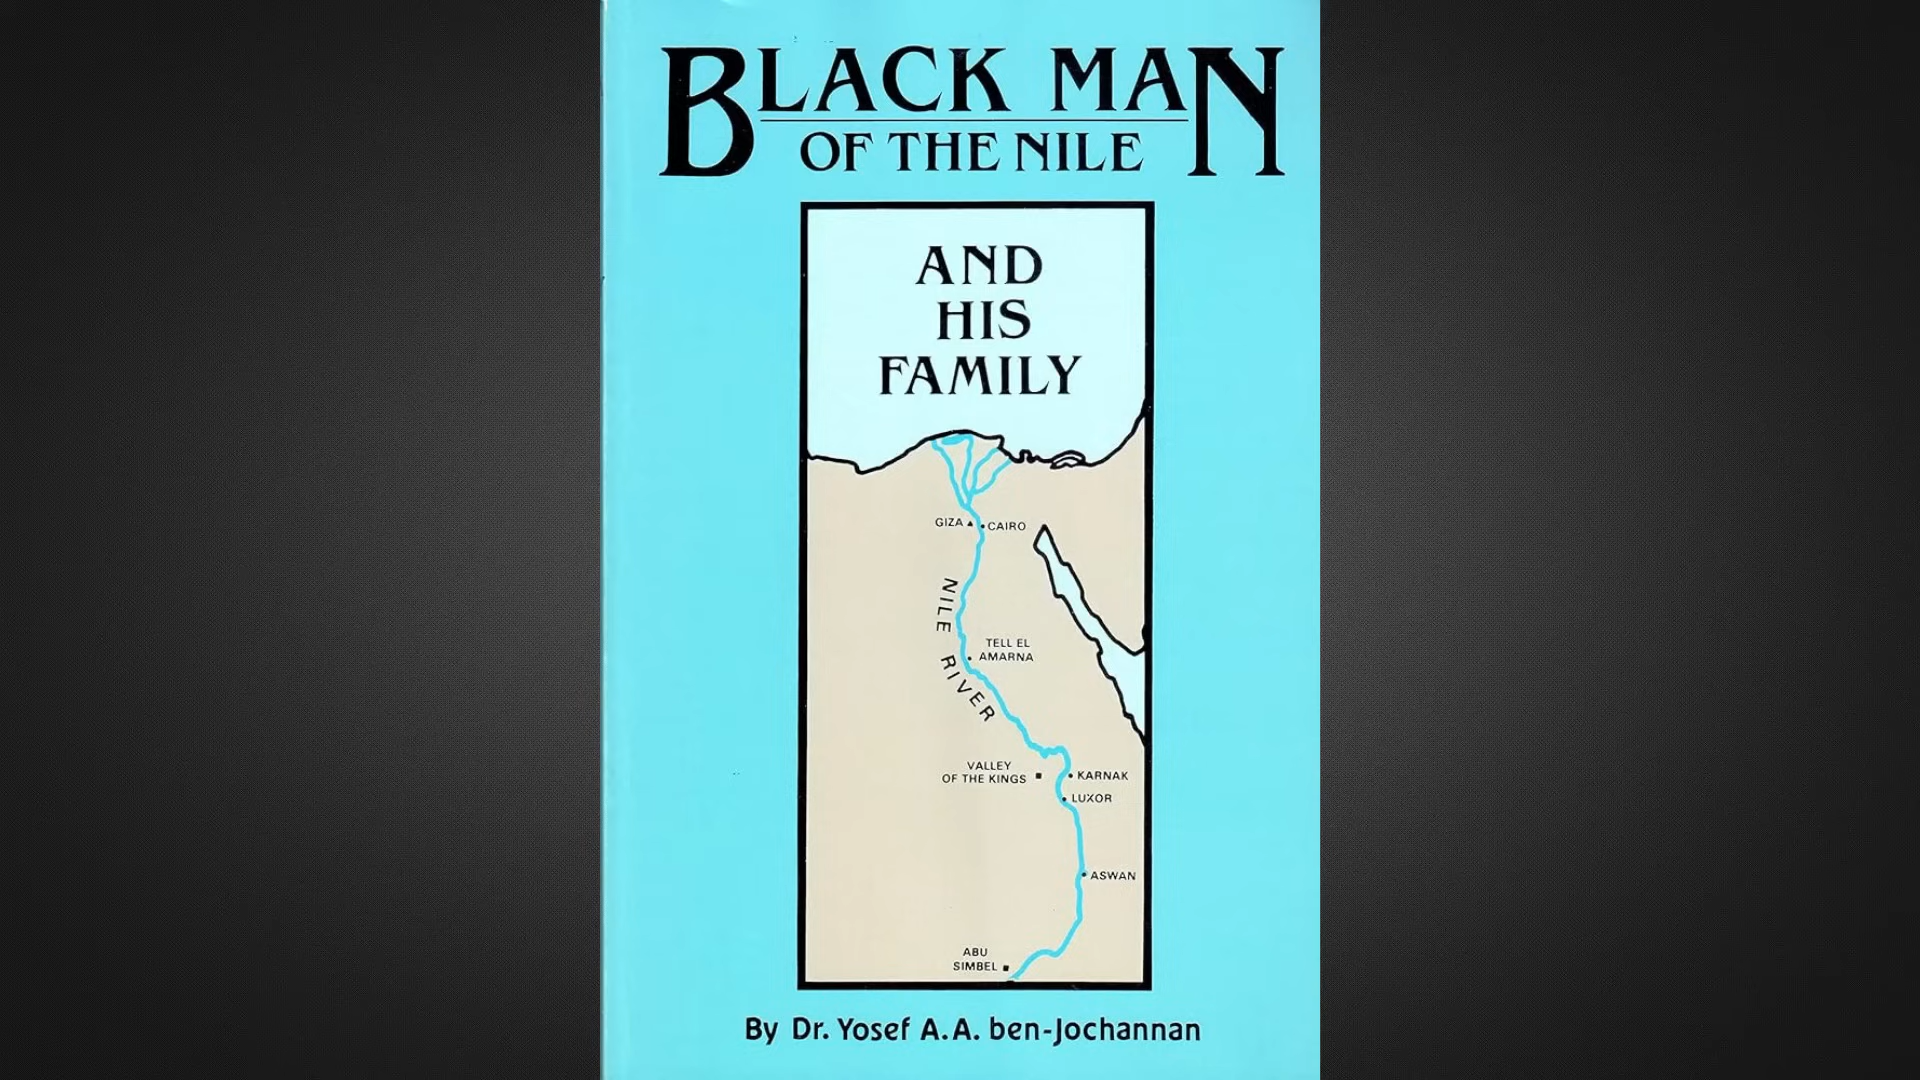 BLACK MAN
OF THE NILE
AND
HIS
FAMILY
GIZA
CAIRO
NILE RIVER
TELL EL
AMARNA
VALLEY
OF THE KINGS
KARNAK
LUXOR
ASWAN
ABU
SIMBEL
By Dr. Yosef A.A. ben-Jochannan